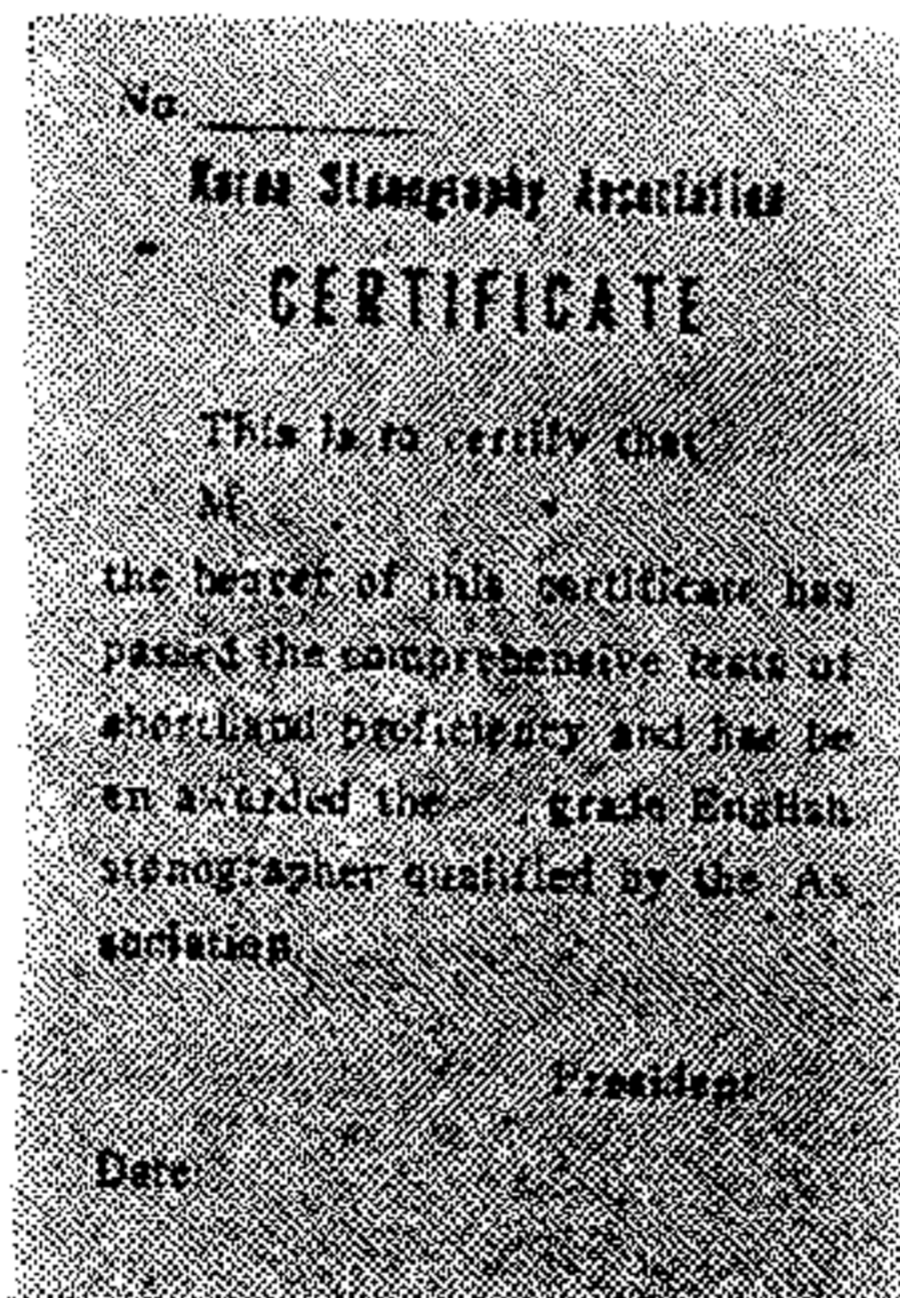 No.
Korea Stenography Association
CERTIFICATE
This is to certify that
M
the bearer of this certificate has
passed the comprehensive tests of
shorthand proficiency and has be
en awarded the grade English
stenographer qualified by the As
sociation.
President
Date